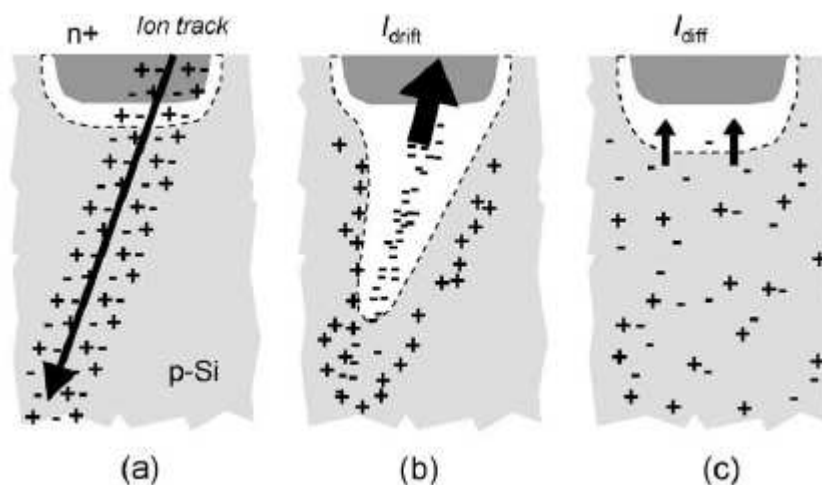 n+ Ion track
I_drift
I_diff
p-Si
(a)
(b)
(c)